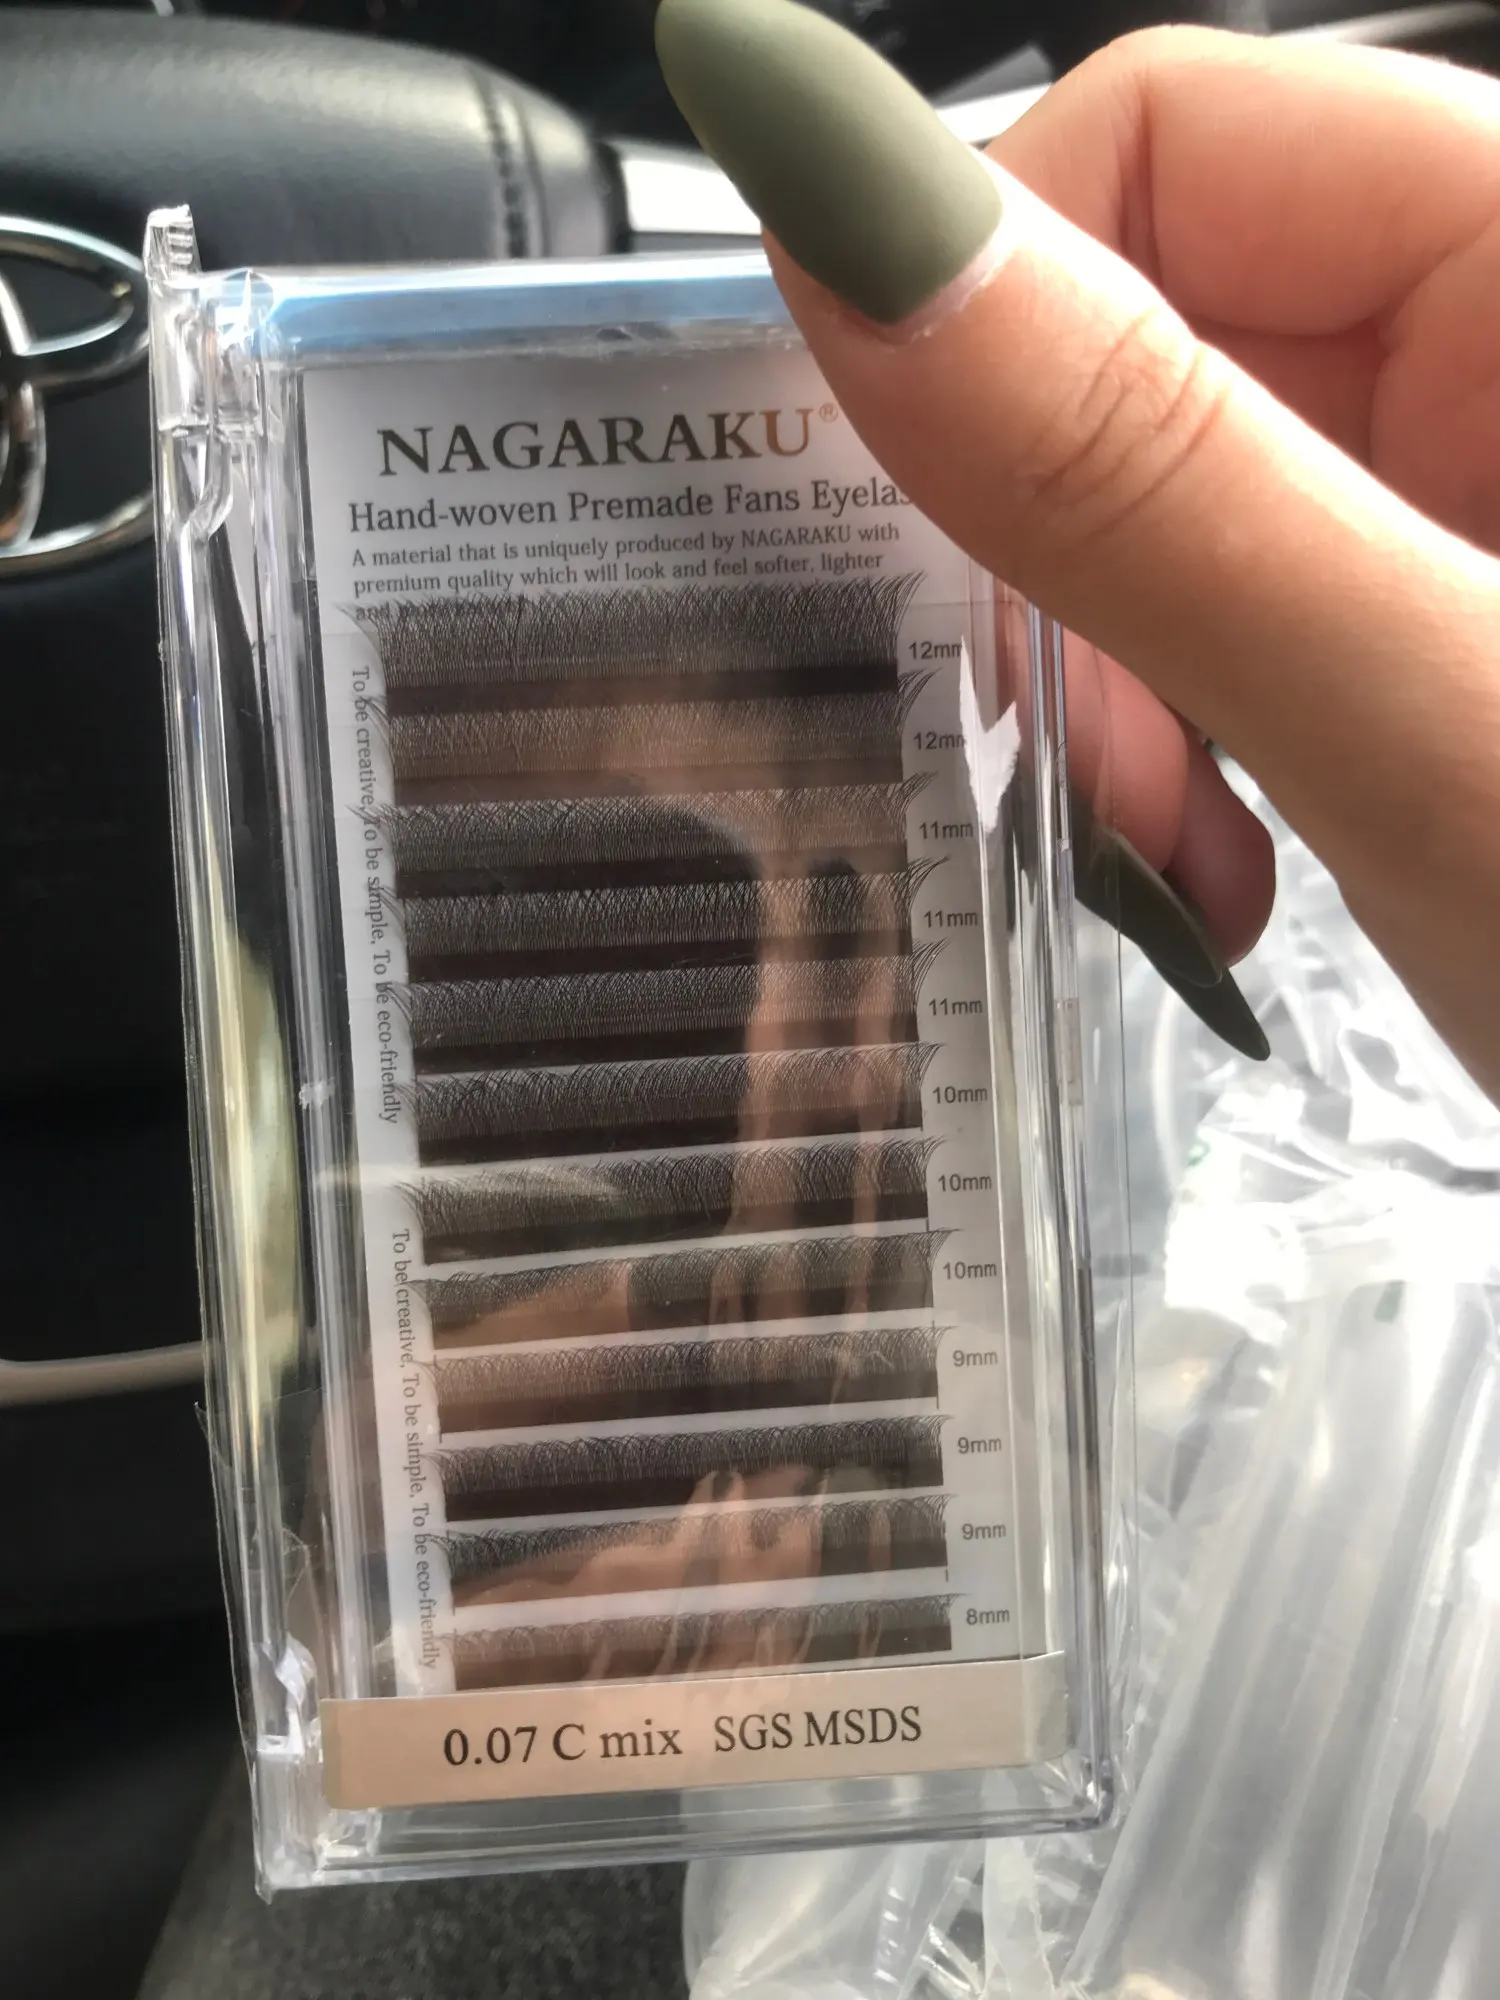 NAGARAKU®
Hand-woven Premade Fans
A material that is uniquely produced by NAGARAKU with
premium quality which will look and feel softer, lighter
and
12mm
12mm
11mm
11mm
11mm
10mm
10mm
10mm
9mm
9mm
9mm
8mm
To be creative, To be simple, To be eco-friendly
To be creative, To be simple, To be eco-friendly
0.07 C mix SGS MSDS